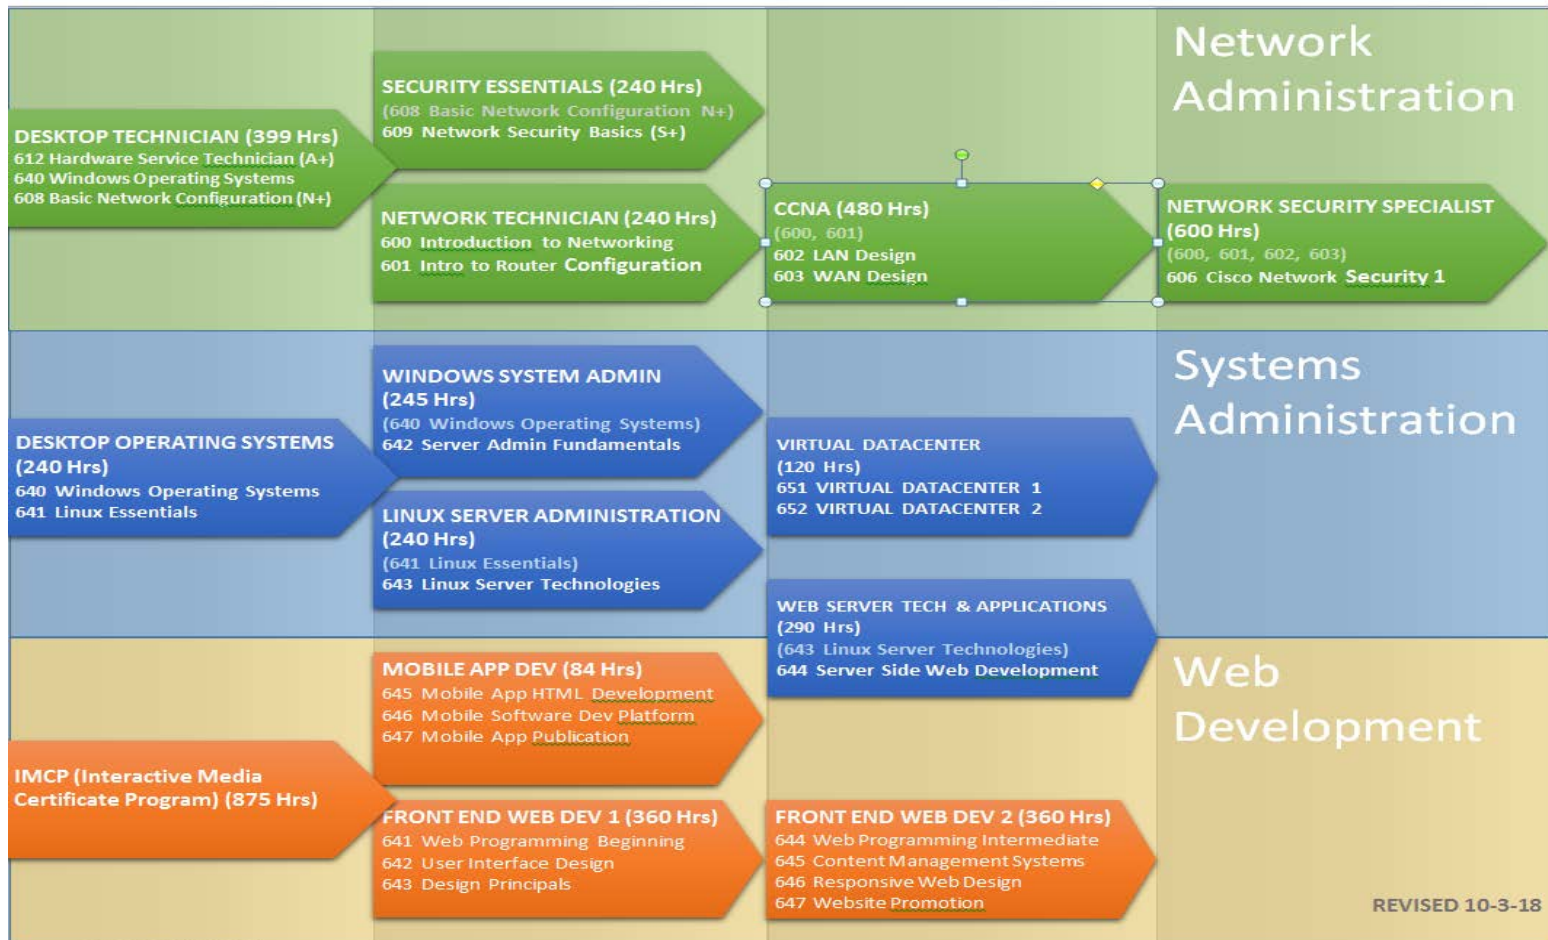 Network
Administration
DESKTOP TECHNICIAN (399 Hrs)
612 Hardware Service Technician (A+)
640 Windows Operating Systems
608 Basic Network Configuration (N+)
SECURITY ESSENTIALS (240 Hrs)
(608 Basic Network Configuration N+)
609 Network Security Basics (S+)
NETWORK TECHNICIAN (240 Hrs)
600 Introduction to Networking
601 Intro to Router Configuration
CCNA (480 Hrs)
(600, 601)
602 LAN Design
603 WAN Design
NETWORK SECURITY SPECIALIST
(600 Hrs)
(600, 601, 602, 603)
606 Cisco Network Security 1
Systems
Administration
DESKTOP OPERATING SYSTEMS
(240 Hrs)
640 Windows Operating Systems
641 Linux Essentials
WINDOWS SYSTEM ADMIN
(245 Hrs)
(640 Windows Operating Systems)
642 Server Admin Fundamentals
LINUX SERVER ADMINISTRATION
(240 Hrs)
(641 Linux Essentials)
643 Linux Server Technologies
VIRTUAL DATACENTER
(120 Hrs)
651 VIRTUAL DATACENTER 1
652 VIRTUAL DATACENTER 2
WEB SERVER TECH & APPLICATIONS
(290 Hrs)
(643 Linux Server Technologies)
644 Server Side Web Development
Web
Development
IMCP (Interactive Media
Certificate Program) (875 Hrs)
MOBILE APP DEV (84 Hrs)
645 Mobile App HTML Development
646 Mobile Software Dev Platform
647 Mobile App Publication
FRONT END WEB DEV 1 (360 Hrs)
641 Web Programming Beginning
642 User Interface Design
643 Design Principals
FRONT END WEB DEV 2 (360 Hrs)
644 Web Programming Intermediate
645 Content Management Systems
646 Responsive Web Design
647 Website Promotion
REVISED 10-3-18